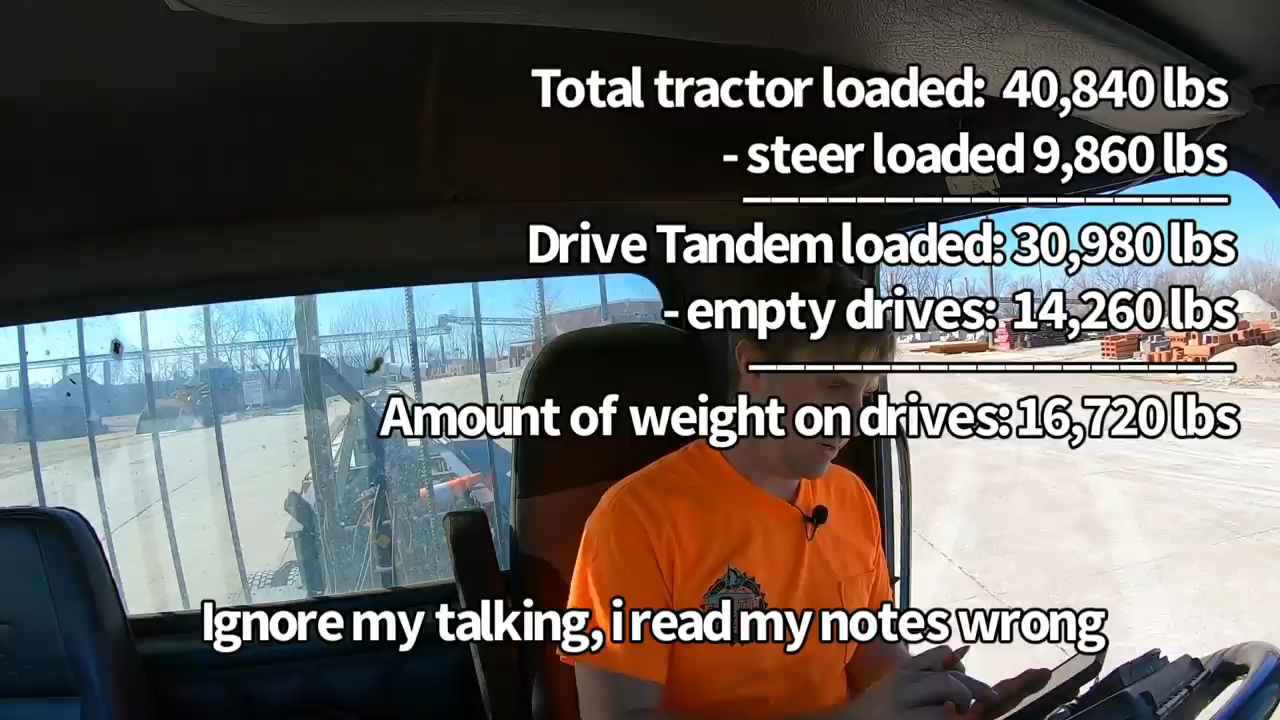 Total tractor loaded: 40,840 lbs
- steer loaded 9,860 lbs
Drive Tandem loaded: 30,980 lbs
- empty drives: 14,260 lbs
Amount of weight on drives: 16,720 lbs
Ignore my talking, i read my notes wrong